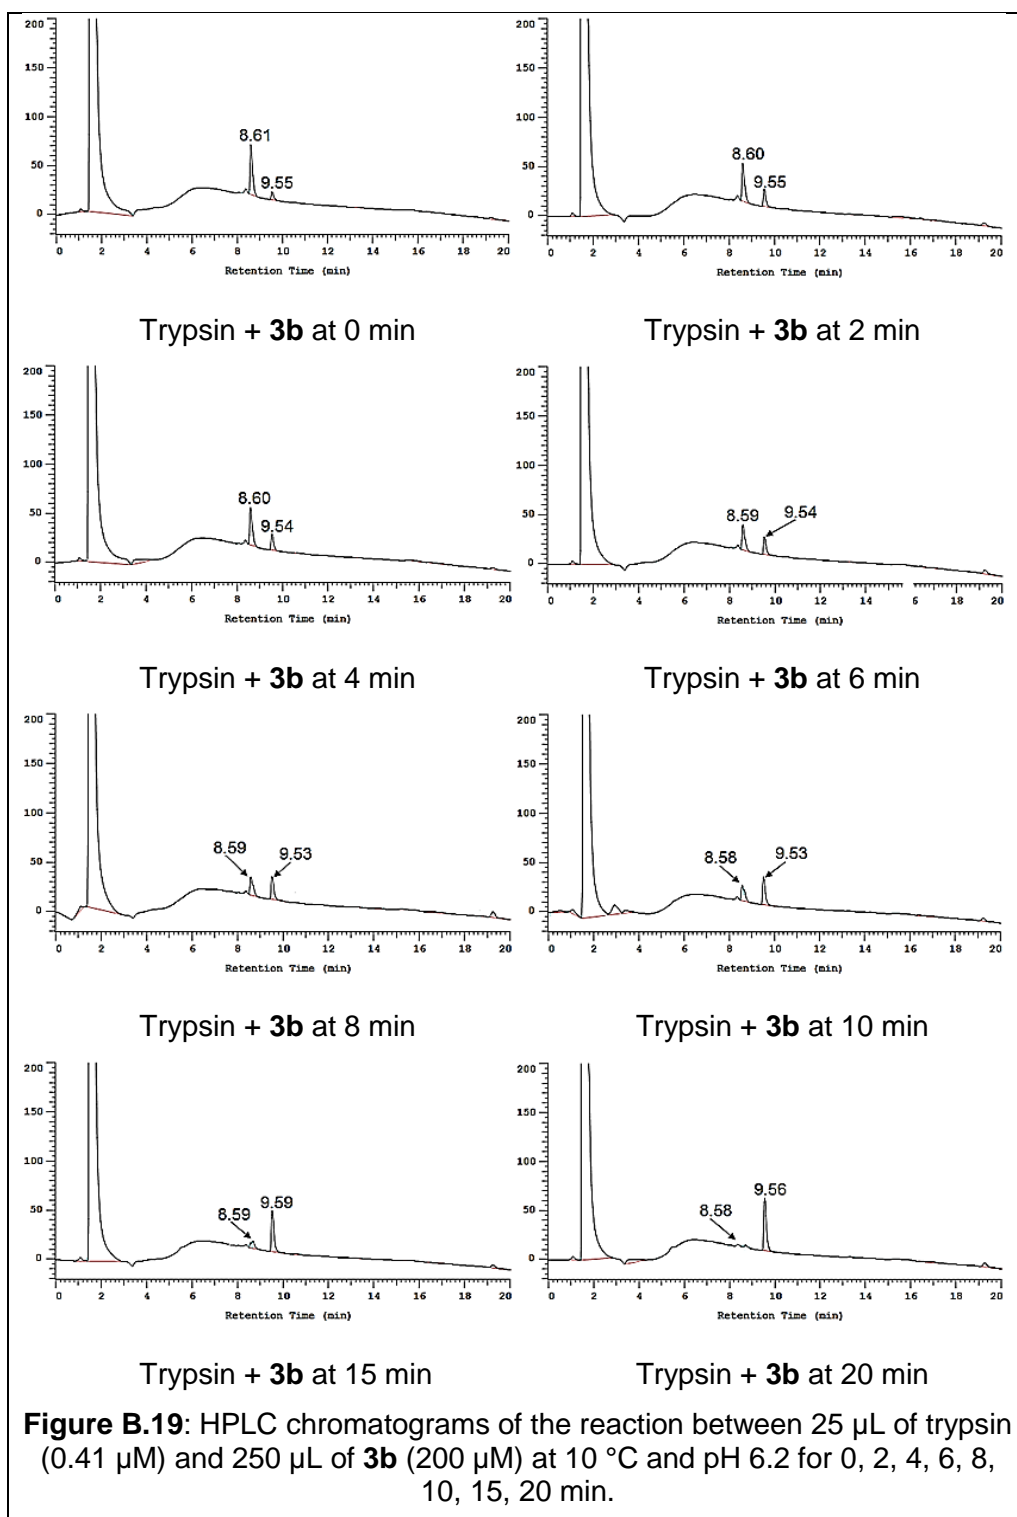 200
150
100
50
0
8.61
9.55
0 2 4 6 8 10 12 14 16 18 20
Retention Time (min)
Trypsin + 3b at 0 min
200
150
100
50
0
8.60
9.55
0 2 4 6 8 10 12 14 16 18 20
Retention Time (min)
Trypsin + 3b at 2 min
200
150
100
50
0
8.60
9.54
0 2 4 6 8 10 12 14 16 18 20
Retention Time (min)
Trypsin + 3b at 4 min
200
150
100
50
0
8.59
9.54
0 2 4 6 8 10 12 14 6 18 20
Retention Time (min)
Trypsin + 3b at 6 min
200
150
100
50
0
8.59
9.53
0 2 4 6 8 10 12 14 16 18 20
Retention Time (min)
Trypsin + 3b at 8 min
200
150
100
50
0
8.58
9.53
0 2 4 6 8 10 12 14 16 18 20
Retention Time (min)
Trypsin + 3b at 10 min
200
150
100
50
0
8.59
9.59
0 2 4 6 8 10 12 14 16 18 20
Retention Time (min)
Trypsin + 3b at 15 min
200
150
100
50
0
8.58
9.56
0 2 4 6 8 10 12 14 16 18 20
Retention Time (min)
Trypsin + 3b at 20 min
Figure B.19: HPLC chromatograms of the reaction between 25 µL of trypsin
(0.41 µM) and 250 µL of 3b (200 µM) at 10 °C and pH 6.2 for 0, 2, 4, 6, 8,
10, 15, 20 min.